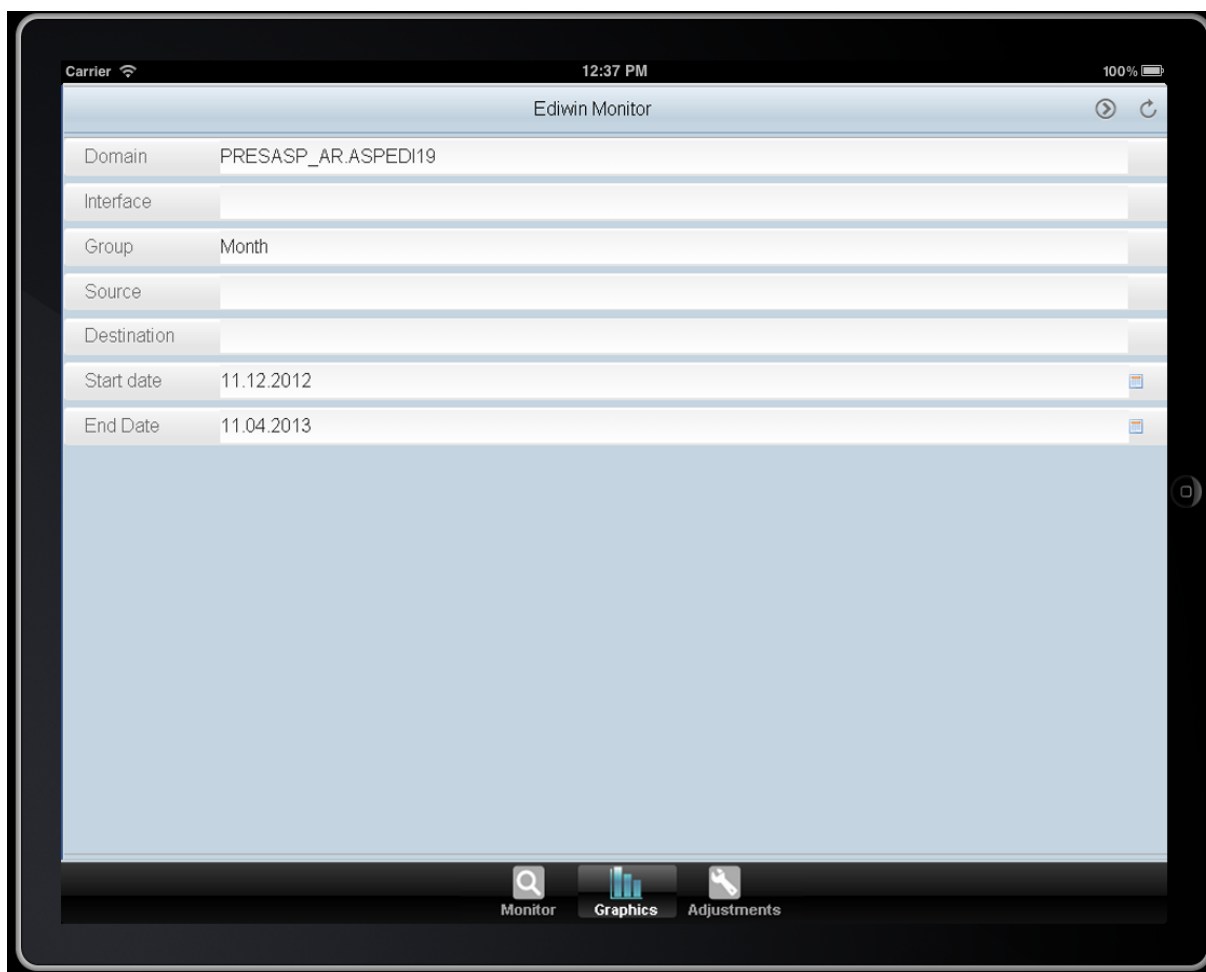 Carrier 12:37 PM 100%
Ediwin Monitor
Domain PRESASP_AR.ASPEDI19
Interface
Group Month
Source
Destination
Start date 11.12.2012
End Date 11.04.2013
Monitor Graphics Adjustments